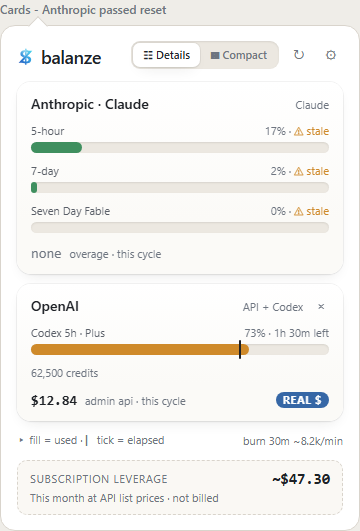 Cards - Anthropic passed reset
balanze
Details
Compact
Anthropic · Claude
Claude
5-hour
17% · ⚠ stale
7-day
2% · ⚠ stale
Seven Day Fable
0% · ⚠ stale
none overage · this cycle
OpenAI
API + Codex ×
Codex 5h · Plus
73% · 1h 30m left
62,500 credits
$12.84 admin api · this cycle
REAL $
fill = used · | tick = elapsed
burn 30m ~8.2k/min
SUBSCRIPTION LEVERAGE
~$47.30
This month at API list prices · not billed